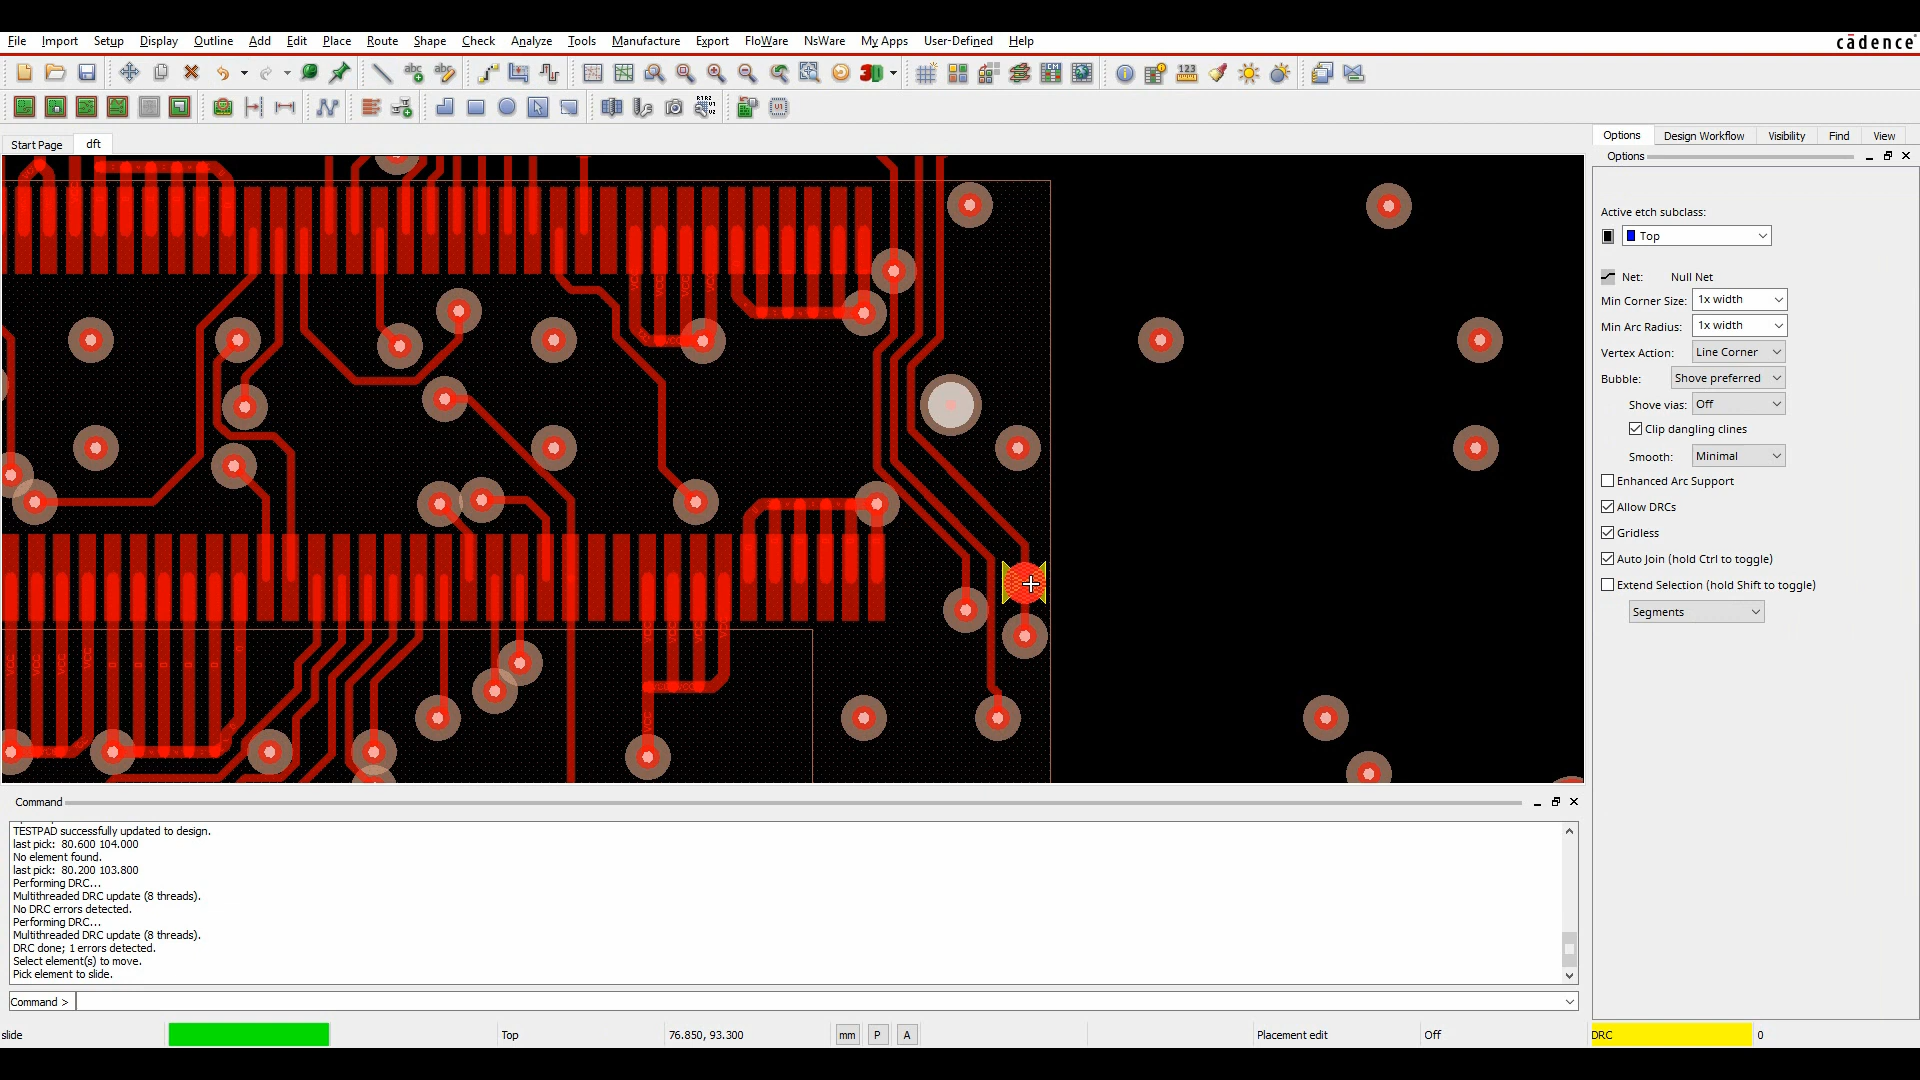 File Import Setup Display Outline Add Edit Place Route Shape Check Analyze Tools Manufacture Export FloWare NsWare My Apps User-Defined Help
cādence
Start Page dft
Options Design Workflow Visibility Find View
Options
Active etch subclass:
Top
Net: Null Net
Min Corner Size: 1x width
Min Arc Radius: 1x width
Vertex Action: Line Corner
Bubble: Shove preferred
Shove vias: Off
Clip dangling clines
Smooth: Minimal
Enhanced Arc Support
Allow DRCs
Gridless
Auto Join (hold Ctrl to toggle)
Extend Selection (hold Shift to toggle)
Segments
Command
TESTPAD successfully updated to design.
last pick: 80.600 104.000
No element found.
last pick: 80.200 103.800
Performing DRC...
Multithreaded DRC update (8 threads).
No DRC errors detected.
Performing DRC...
Multithreaded DRC update (8 threads).
DRC done; 1 errors detected.
Select element(s) to move.
Pick element to slide.
Command >
slide Top 76.850, 93.300 mm P A Placement edit Off DRC 0